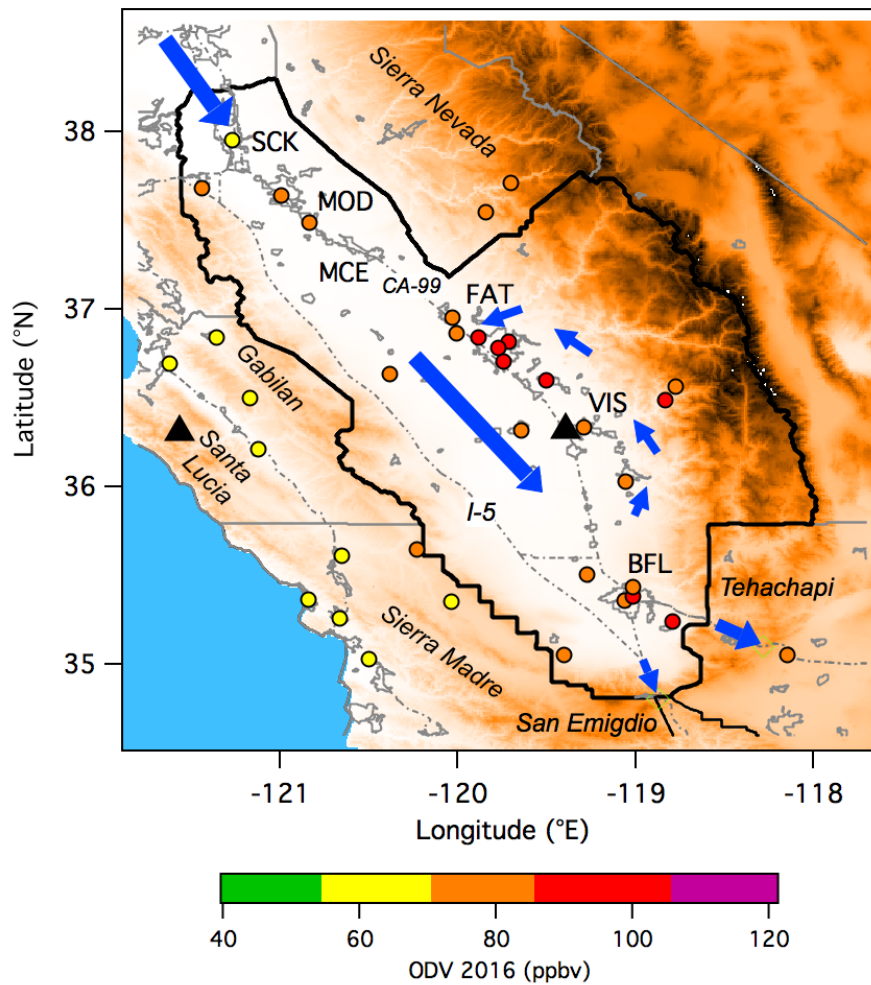 Sierra Nevada
38
SCK
MOD
MCE
CA-99
37
FAT
Latitude (°N)
Gabilan
VIS
Santa
Lucia
36
I-5
BFL
Tehachapi
35
Sierra Madre
San Emigdio
-121
-120
-119
-118
Longitude (°E)
40
60
80
100
120
ODV 2016 (ppbv)